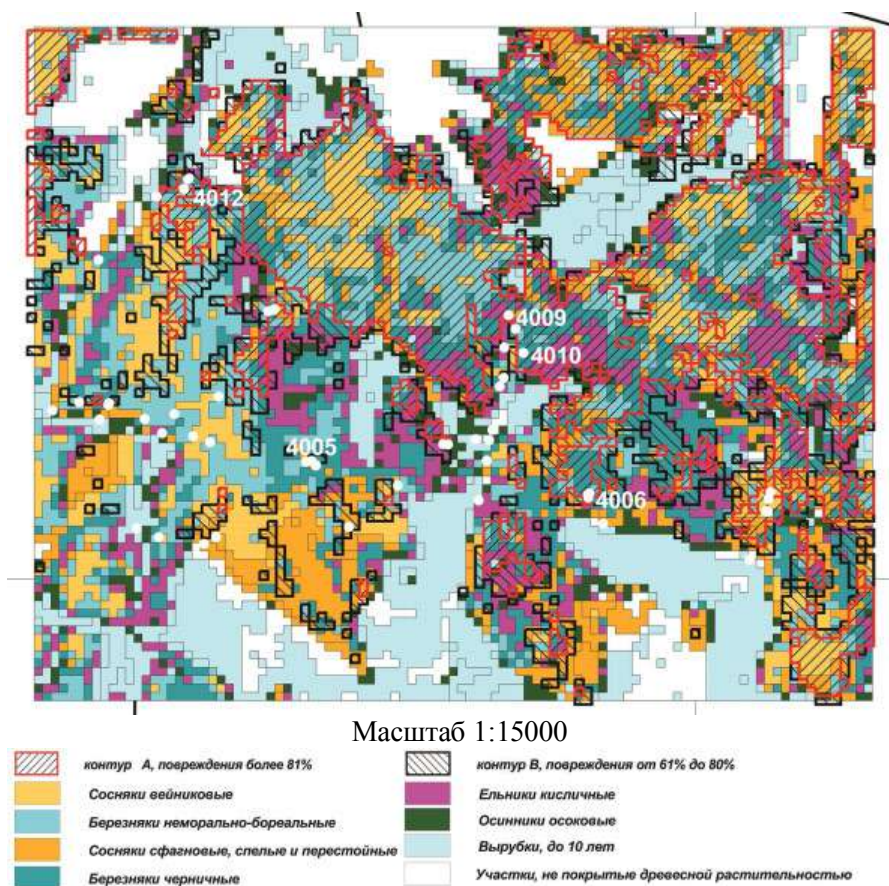 4012
4009
4010
4005
4006
Масштаб 1:15000
контур А, повреждения более 81%
контур В, повреждения от 61% до 80%
Сосняки вейниковые
Ельники кисличные
Березняки неморально-бореальные
Осинники осоковые
Сосняки сфагновые, спелые и перестойные
Вырубки, до 10 лет
Березняки черничные
Участки, не покрытые древесной растительностью